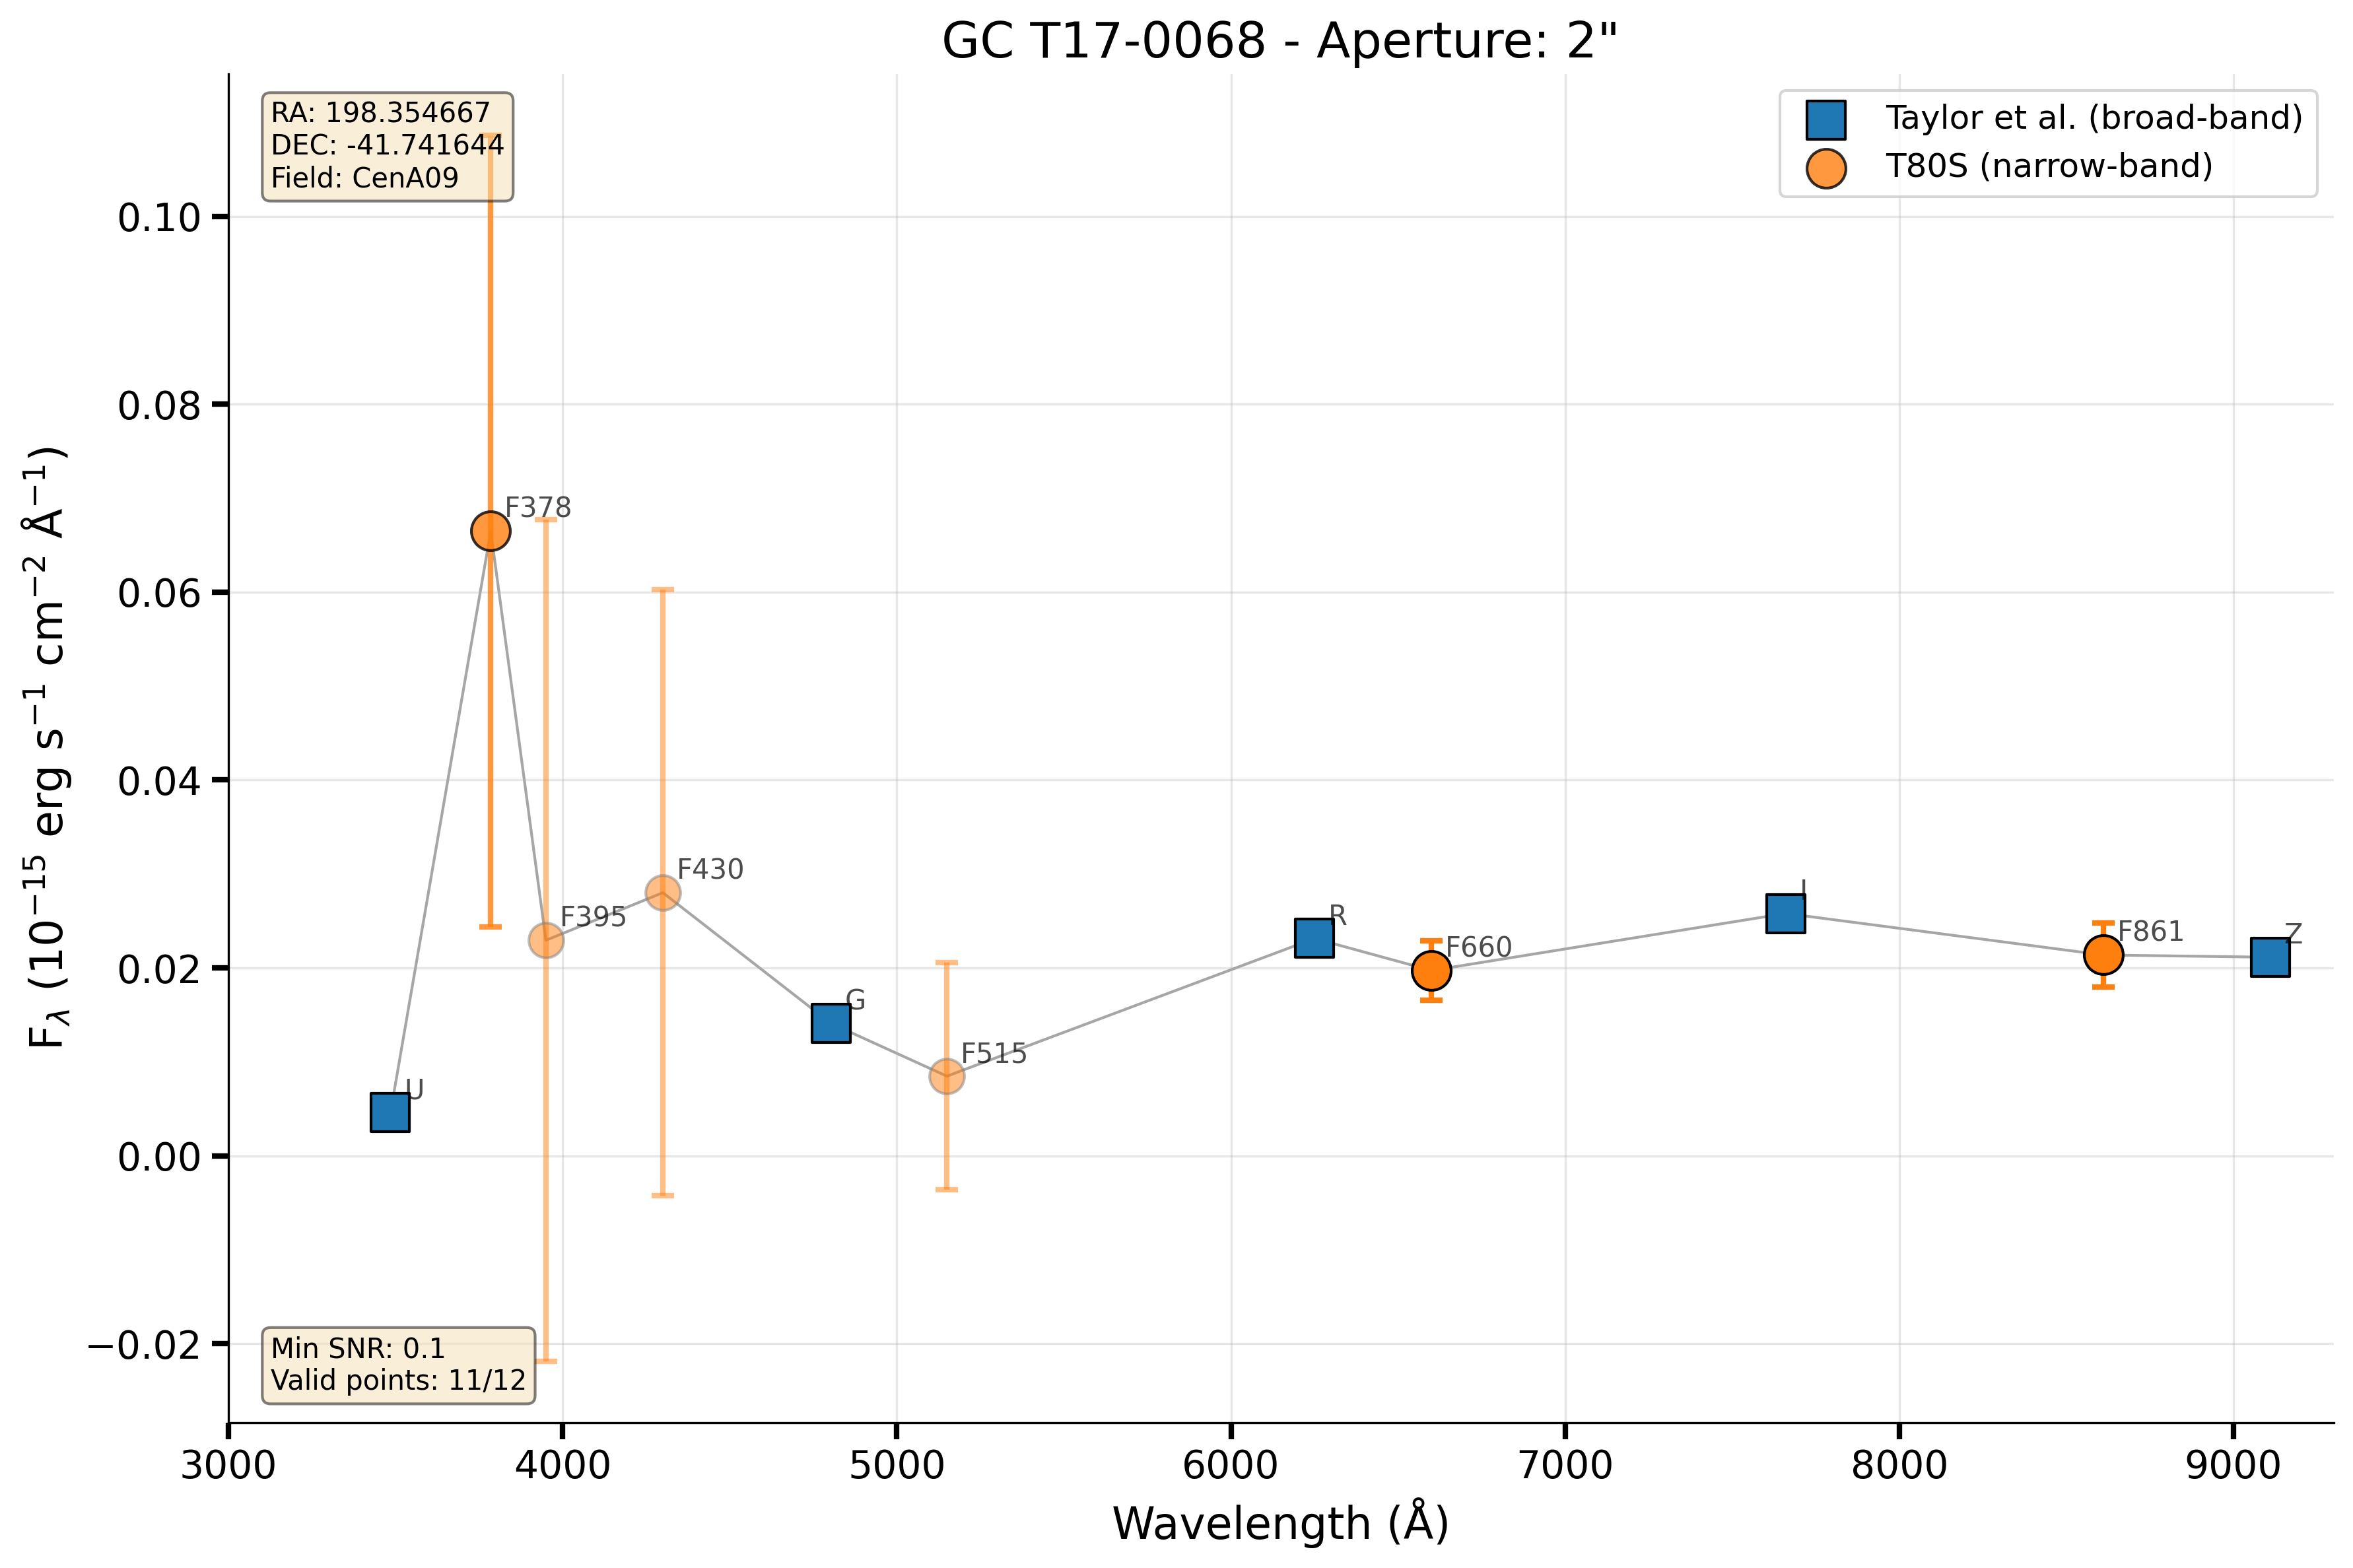 GC T17-0068 - Aperture: 2"
RA: 198.354667
DEC: -41.741644
Field: CenA09
Taylor et al. (broad-band)
T80S (narrow-band)
0.10
0.08
0.06
0.04
0.02
0.00
−0.02
F_λ (10⁻¹⁵ erg s⁻¹ cm⁻² Å⁻¹)
U
F378
F395
F430
G
F515
R
F660
I
F861
Z
Min SNR: 0.1
Valid points: 11/12
3000 4000 5000 6000 7000 8000 9000
Wavelength (Å)